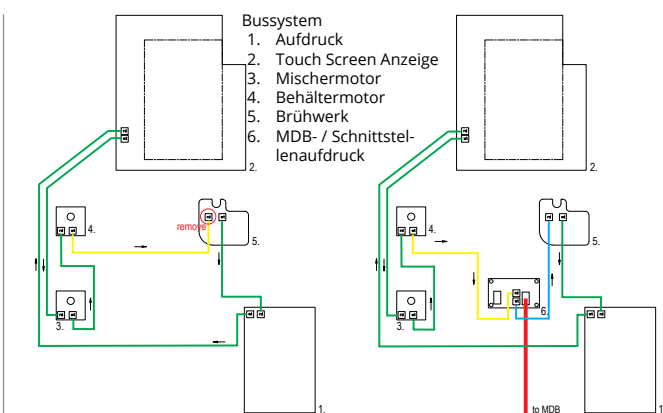 Bussystem
1. Aufdruck
2. Touch Screen Anzeige
3. Mischermotor
4. Behältermotor
5. Brühwerk
6. MDB- / Schnittstel-
lenaufdruck
2.
2.
4.
remove
5.
4.
5.
3.
3.
6.
1.
to MDB
1